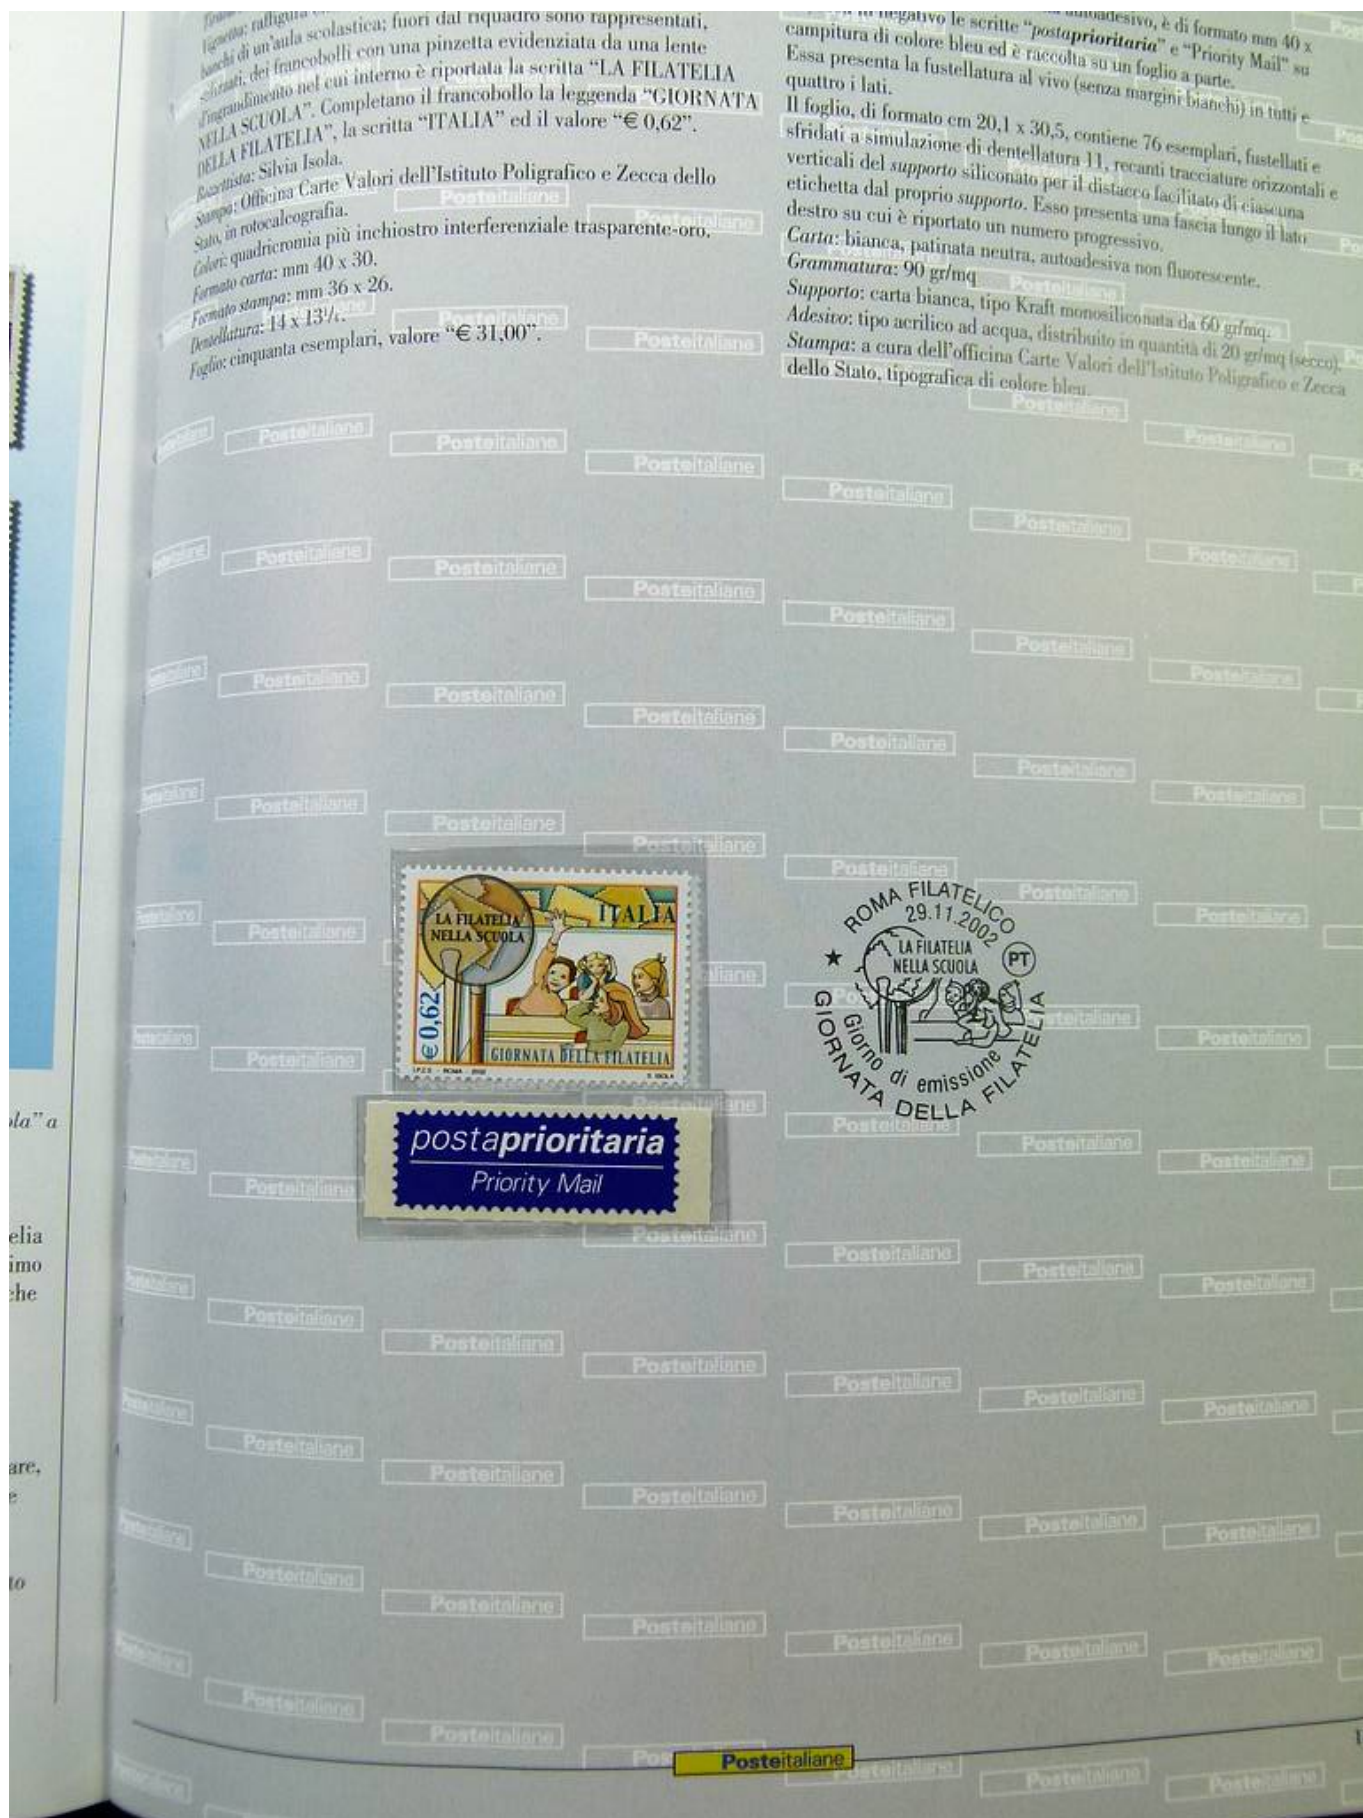 raffigura
banchi di un'aula scolastica; fuori dal riquadro sono rappresentati,
dei francobolli con una pinzetta evidenziata da una lente
d'ingrandimento nel cui interno è riportata la scritta “LA FILATELIA
NELLA SCUOLA”. Completano il francobollo la leggenda “GIORNATA
DELLA FILATELIA”, la scritta “ITALIA” ed il valore “€ 0,62”.
Bozzettista: Silvia Isola.
Stampa: Officina Carte Valori dell'Istituto Poligrafico e Zecca dello
Stato, in rotocalcografia.
Colori: quadricromia più inchiostro interferenziale trasparente-oro.
Formato carta: mm 40 x 30.
Formato stampa: mm 36 x 26.
Dentellatura: 14 x 13¹/₄.
Foglio: cinquanta esemplari, valore “€ 31,00”.
autoadesivo, è di formato mm 40 x
in negativo le scritte “postaprioritaria” e “Priority Mail” su
campitura di colore bleu ed è raccolta su un foglio a parte.
Essa presenta la fustellatura al vivo (senza margini bianchi) in tutti e
quattro i lati.
Il foglio, di formato cm 20,1 x 30,5, contiene 76 esemplari, fustellati e
sfridati a simulazione di dentellatura 11, recanti tracciature orizzontali e
verticali del supporto siliconato per il distacco facilitato di ciascuna
etichetta dal proprio supporto. Esso presenta una fascia lungo il lato
destro su cui è riportato un numero progressivo.
Carta: bianca, patinata neutra, autoadesiva non fluorescente.
Grammatura: 90 gr/mq
Supporto: carta bianca, tipo Kraft monosiliconata da 60 gr/mq.
Adesivo: tipo acrilico ad acqua, distribuito in quantità di 20 gr/mq (secco).
Stampa: a cura dell'officina Carte Valori dell'Istituto Poligrafico e Zecca
dello Stato, tipografica di colore bleu.
LA FILATELIA
NELLA SCUOLA
ITALIA
€ 0,62
GIORNATA DELLA FILATELIA
I.P.Z.S. - ROMA - 2002
S. ISOLA
postaprioritaria
Priority Mail
ROMA FILATELICO
29.11.2002
LA FILATELIA
NELLA SCUOLA
PT
Giorno di emissione
GIORNATA DELLA FILATELIA
a
elia
imo
che
are,
e
to
Posteitaliane